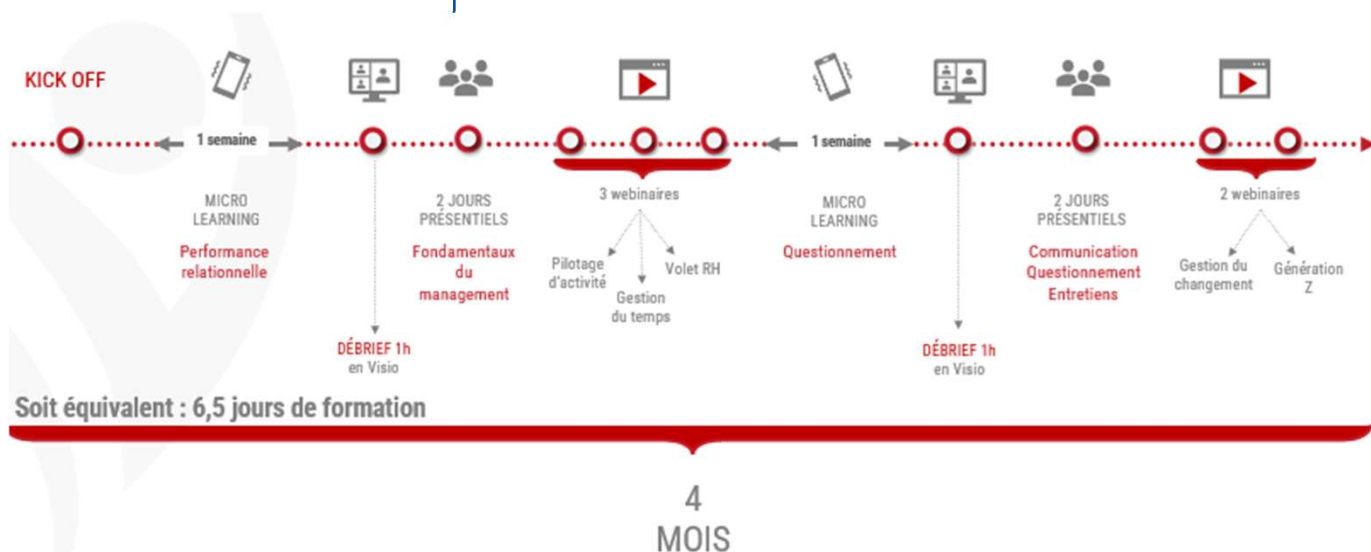 KICK OFF
1 semaine
MICRO
LEARNING
Performance
relationnelle
DÉBRIEF 1h
en Visio
2 JOURS
PRÉSENTIELS
Fondamentaux
du
management
3 webinaires
Pilotage
d'activité
Gestion
du temps
Volet RH
1 semaine
MICRO
LEARNING
Questionnement
DÉBRIEF 1h
en Visio
2 JOURS
PRÉSENTIELS
Communication
Questionnement
Entretiens
2 webinaires
Gestion du
changement
Génération
Z
Soit équivalent : 6,5 jours de formation
4
MOIS